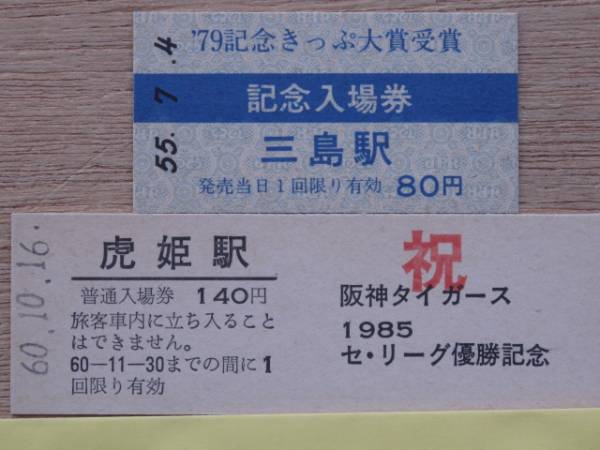 '79記念きっぷ大賞受賞
記念入場券
三島駅
発売当日1回限り有効 80円
55.7.4
60.10.16.
虎姫駅
普通入場券 140円
旅客車内に立ち入ること
はできません。
60-11-30までの間に1
回限り有効
祝
阪神タイガース
1985
セ・リーグ優勝記念